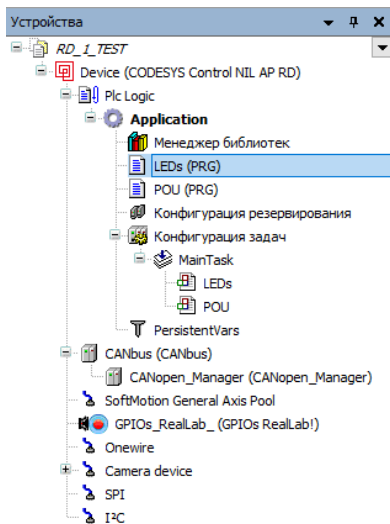 Устройства
RD_1_TEST
Device (CODESYS Control NIL AP RD)
Plc Logic
Application
Менеджер библиотек
LEDs (PRG)
POU (PRG)
Конфигурация резервирования
Конфигурация задач
MainTask
LEDs
POU
PersistentVars
CANbus (CANbus)
CANopen_Manager (CANopen_Manager)
SoftMotion General Axis Pool
GPIOs_RealLab_ (GPIOs RealLab!)
Onewire
Camera device
SPI
I²C